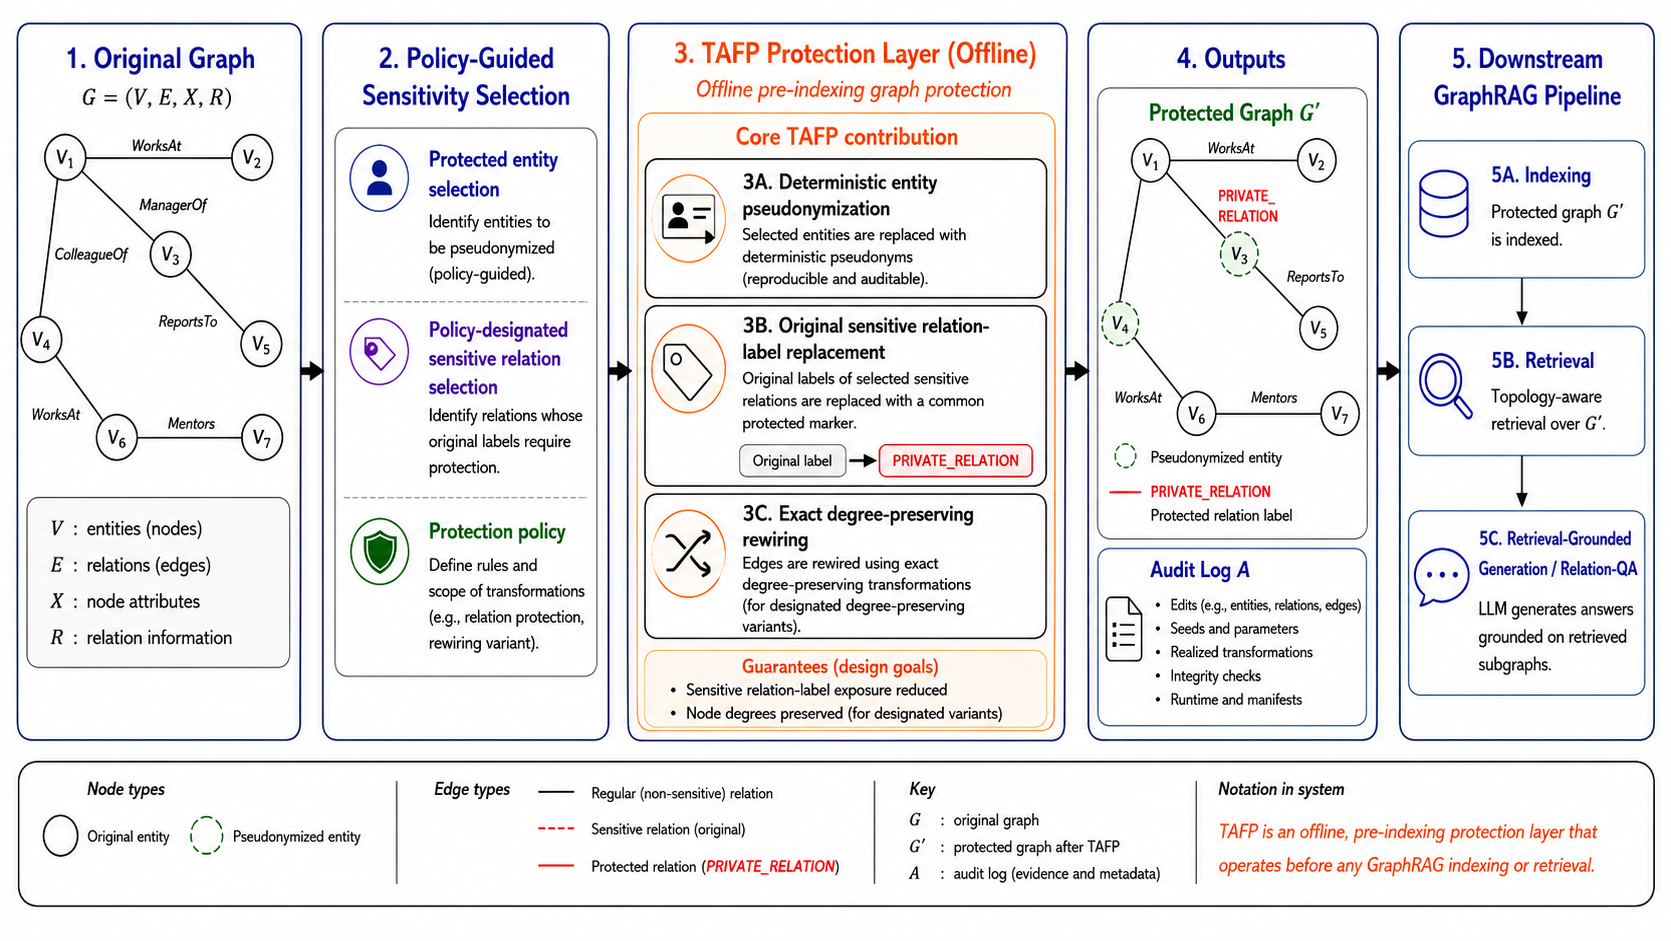 1. Original Graph
G = (V, E, X, R)
V1
WorksAt
V2
ManagerOf
ColleagueOf
V3
ReportsTo
V4
V5
WorksAt
V6
Mentors
V7
V : entities (nodes)
E : relations (edges)
X : node attributes
R : relation information
2. Policy-Guided
Sensitivity Selection
Protected entity
selection
Identify entities to
be pseudonymized
(policy-guided).
Policy-designated
sensitive relation
selection
Identify relations whose
original labels require
protection.
Protection policy
Define rules and
scope of transformations
(e.g., relation protection,
rewiring variant).
3. TAFP Protection Layer (Offline)
Offline pre-indexing graph protection
Core TAFP contribution
3A. Deterministic entity
pseudonymization
Selected entities are replaced with
deterministic pseudonyms
(reproducible and auditable).
3B. Original sensitive relation-
label replacement
Original labels of selected sensitive
relations are replaced with a common
protected marker.
Original label
PRIVATE_RELATION
3C. Exact degree-preserving
rewiring
Edges are rewired using exact
degree-preserving transformations
(for designated degree-preserving
variants).
Guarantees (design goals)
• Sensitive relation-label exposure reduced
• Node degrees preserved (for designated variants)
4. Outputs
Protected Graph G′
V1
WorksAt
V2
PRIVATE_
RELATION
V3
ReportsTo
V4
V5
WorksAt
V6
Mentors
V7
Pseudonymized entity
PRIVATE_RELATION
Protected relation label
Audit Log A
• Edits (e.g., entities, relations, edges)
• Seeds and parameters
• Realized transformations
• Integrity checks
• Runtime and manifests
5. Downstream
GraphRAG Pipeline
5A. Indexing
Protected graph G′
is indexed.
5B. Retrieval
Topology-aware
retrieval over G′.
5C. Retrieval-Grounded
Generation / Relation-QA
LLM generates answers
grounded on retrieved
subgraphs.
Node types
Original entity
Pseudonymized entity
Edge types
Regular (non-sensitive) relation
Sensitive relation (original)
Protected relation (PRIVATE_RELATION)
Key
G : original graph
G′ : protected graph after TAFP
A : audit log (evidence and metadata)
Notation in system
TAFP is an offline, pre-indexing protection layer that
operates before any GraphRAG indexing or retrieval.